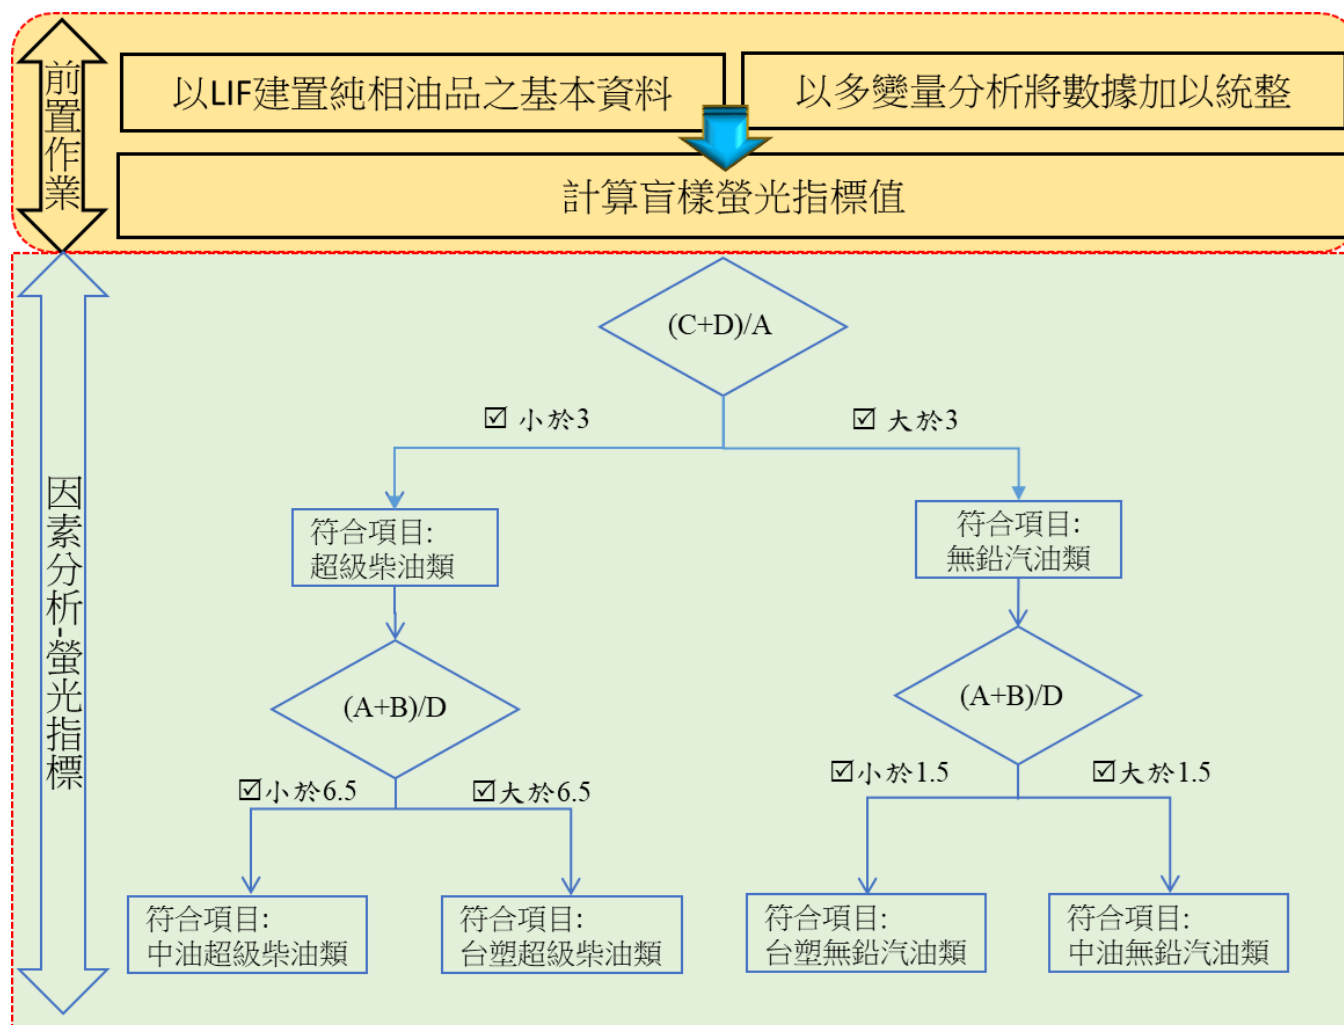 前置作業
以LIF建置純相油品之基本資料
以多變量分析將數據加以統整
計算盲樣螢光指標值
因素分析-螢光指標
(C+D)/A
☑ 小於3
☑ 大於3
符合項目:
超級柴油類
符合項目:
無鉛汽油類
(A+B)/D
(A+B)/D
☑小於6.5
☑大於6.5
☑小於1.5
☑大於1.5
符合項目:
中油超級柴油類
符合項目:
台塑超級柴油類
符合項目:
台塑無鉛汽油類
符合項目:
中油無鉛汽油類